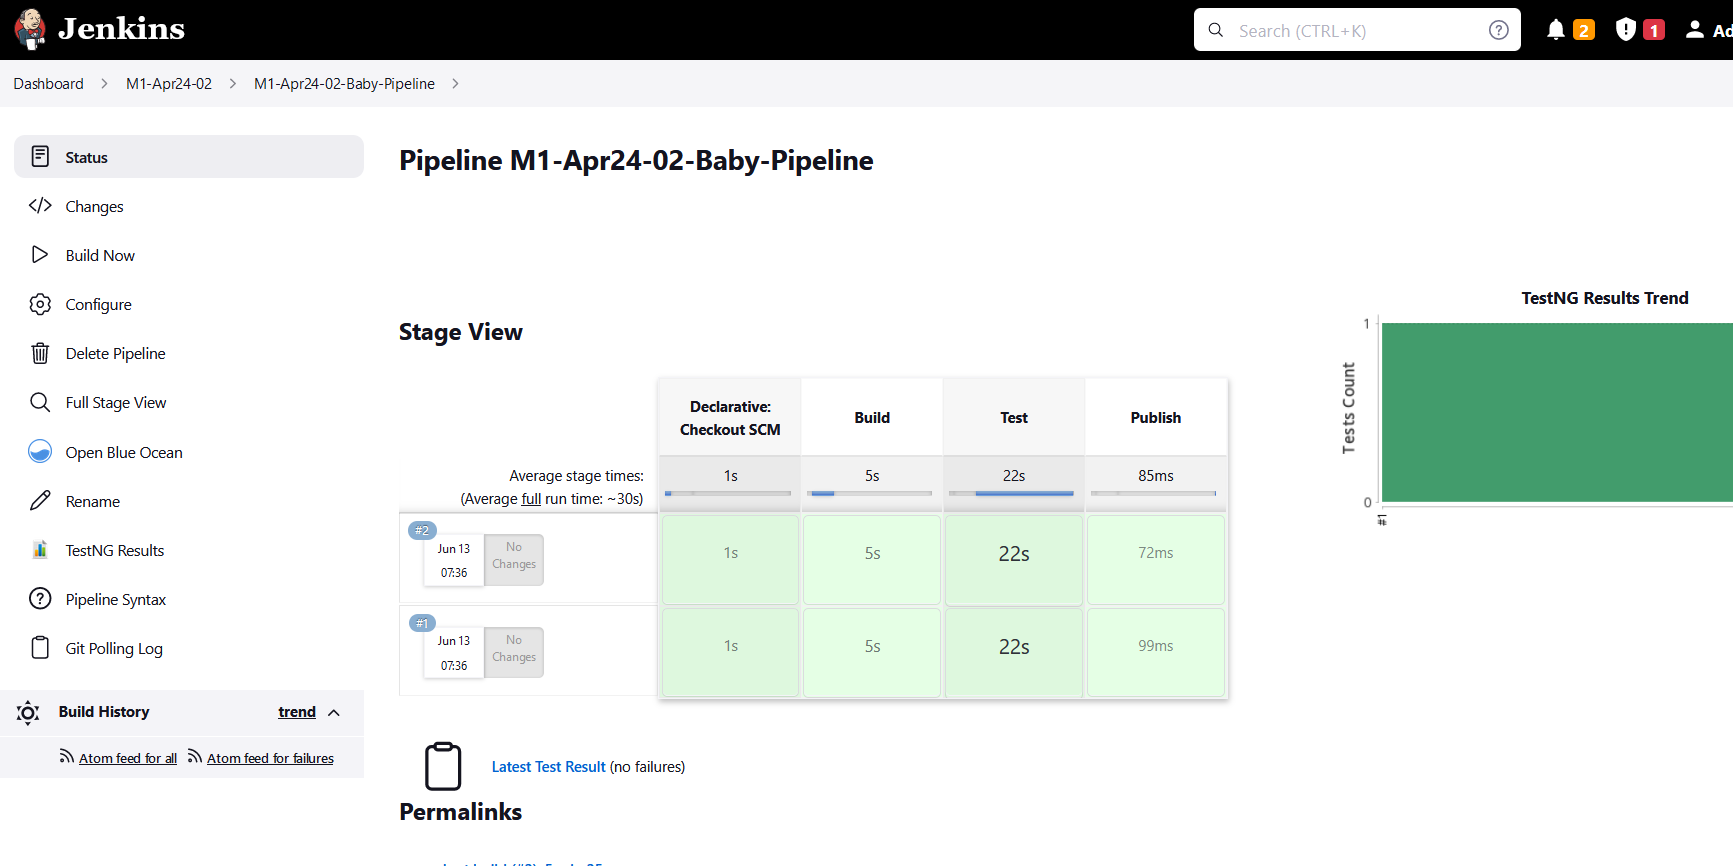 Jenkins
Search (CTRL+K)
2
1
Dashboard
M1-Apr24-02
M1-Apr24-02-Baby-Pipeline
Status
Changes
Build Now
Configure
Delete Pipeline
Full Stage View
Open Blue Ocean
Rename
TestNG Results
Pipeline Syntax
Git Polling Log
Build History
trend
Atom feed for all
Atom feed for failures
Pipeline M1-Apr24-02-Baby-Pipeline
Stage View
Declarative:
Checkout SCM
Build
Test
Publish
Average stage times:
(Average full run time: ~30s)
1s
5s
22s
85ms
#2
Jun 13
07:36
No
Changes
1s
5s
22s
72ms
#1
Jun 13
07:36
No
Changes
1s
5s
22s
99ms
Latest Test Result (no failures)
Permalinks
TestNG Results Trend
Tests Count
1
0
#1